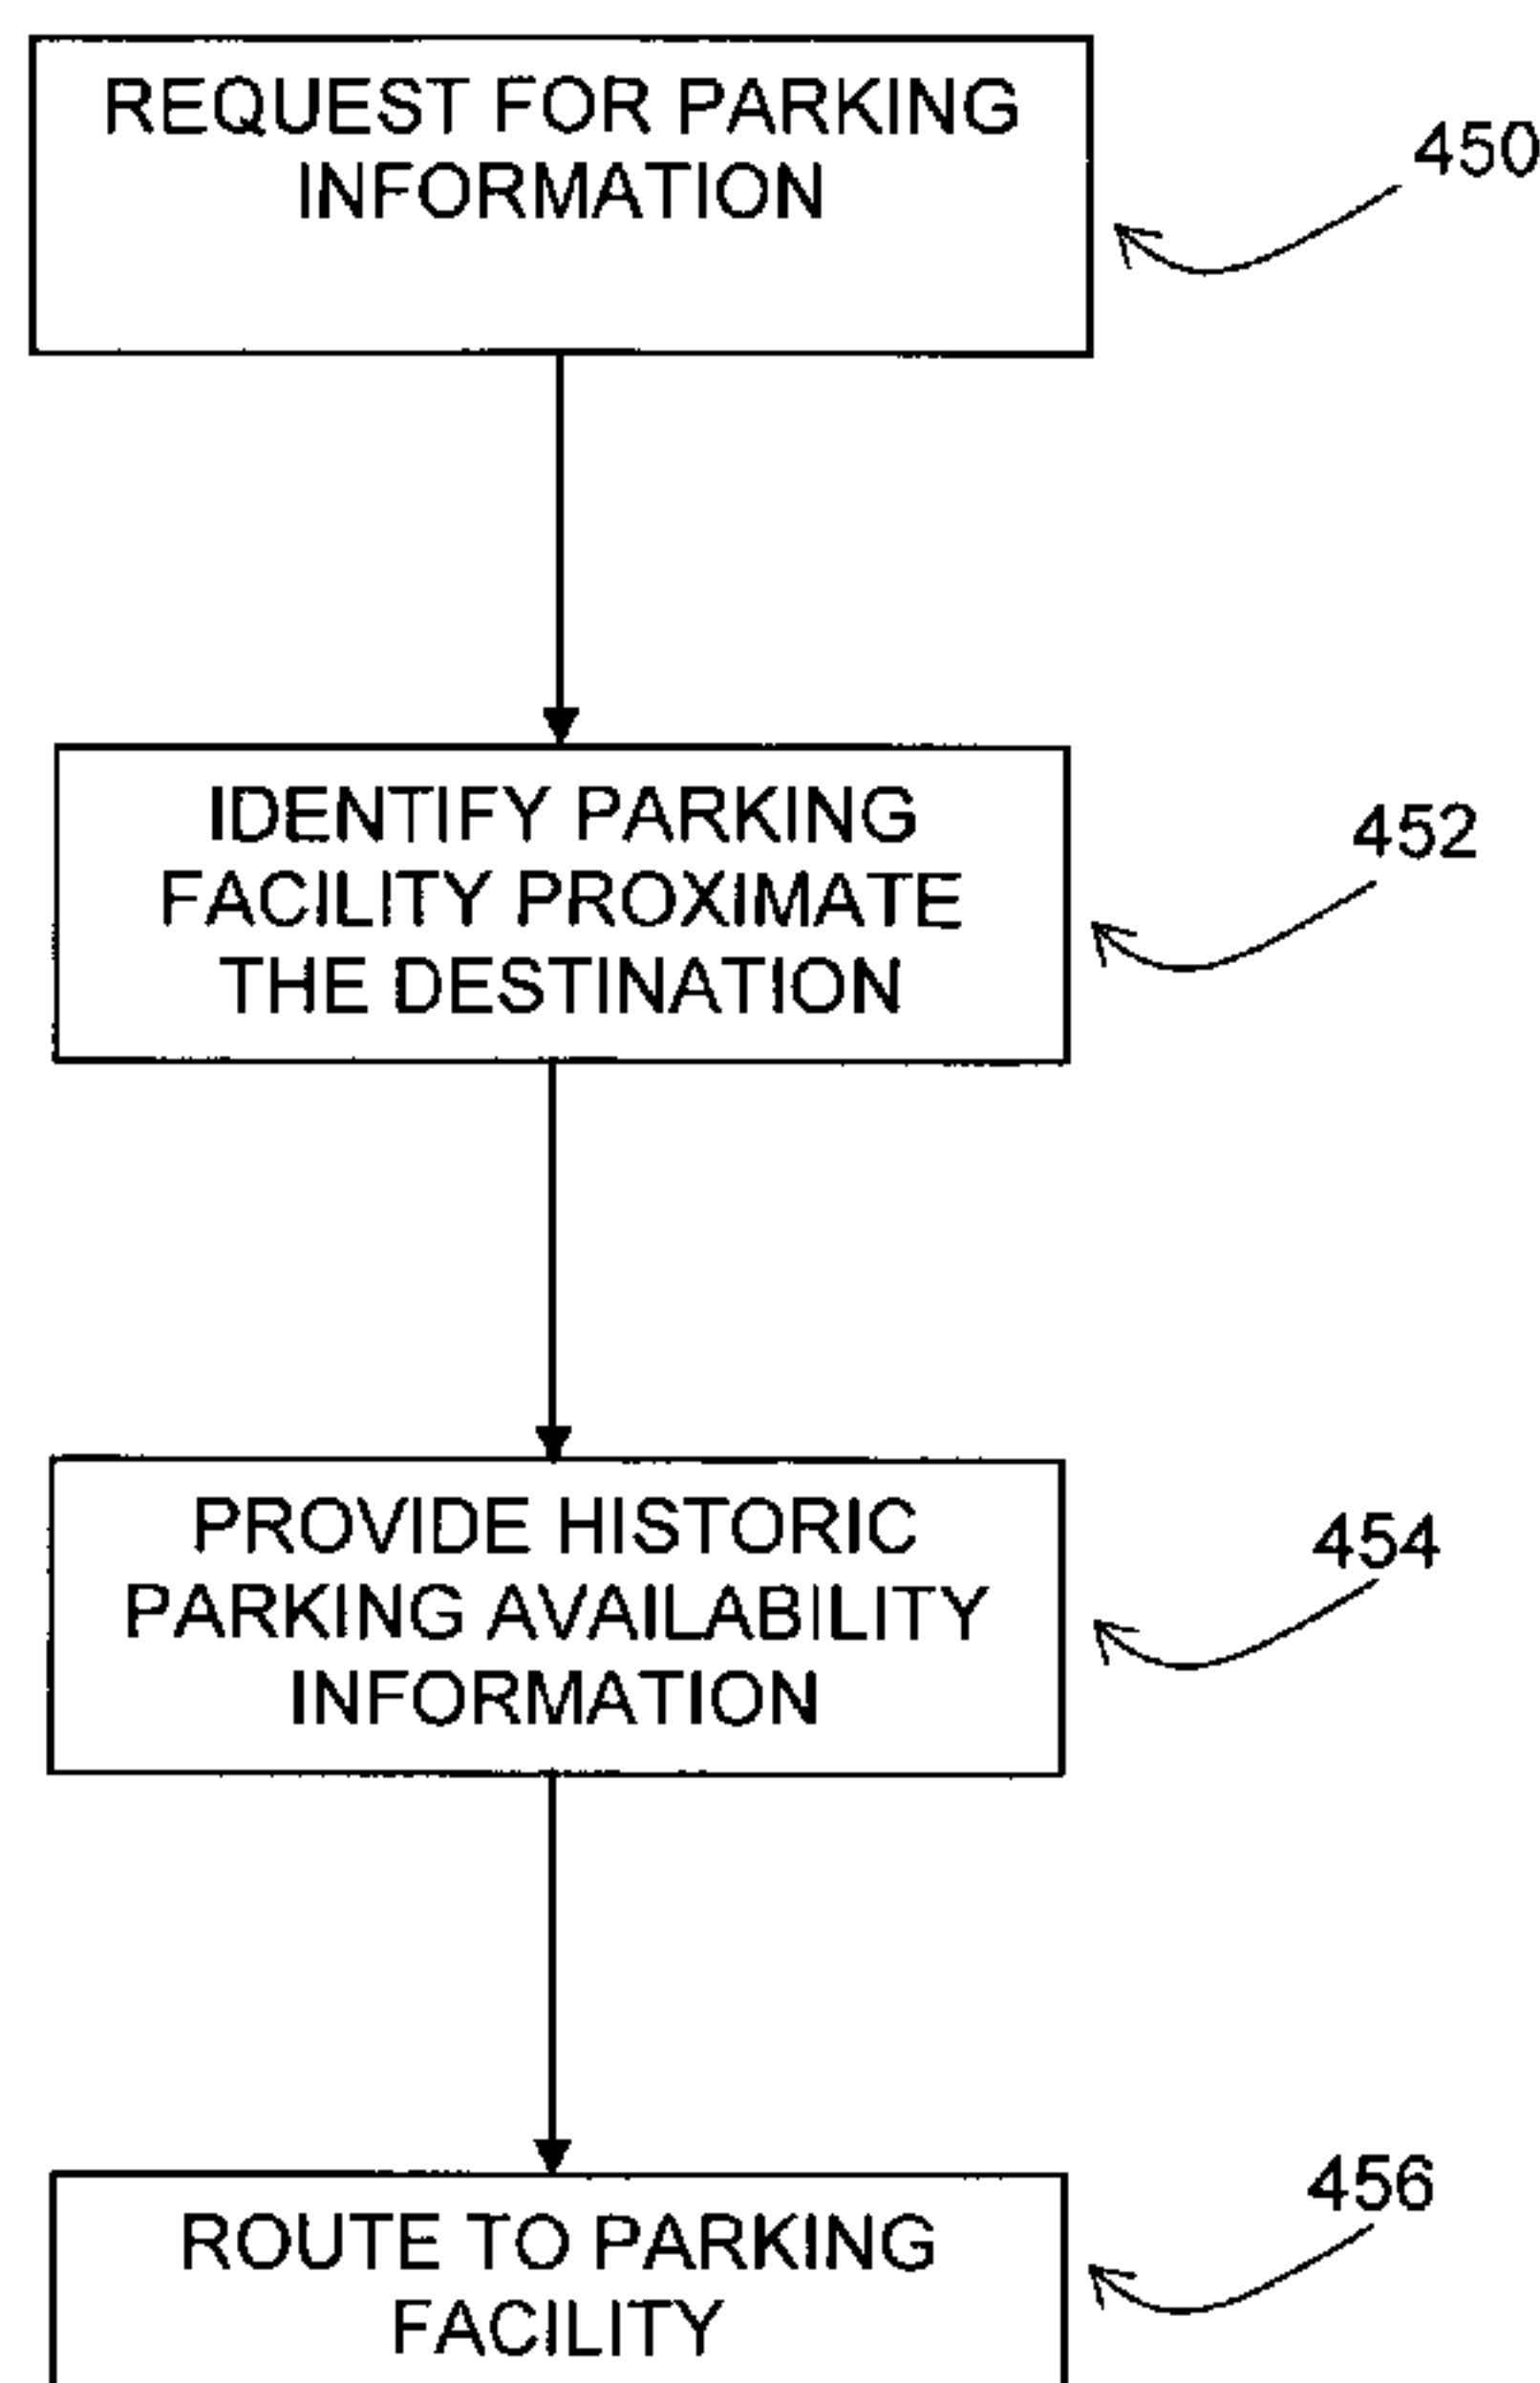 REQUEST FOR PARKING
INFORMATION
450
IDENTIFY PARKING
FACILITY PROXIMATE
THE DESTINATION
452
PROVIDE HISTORIC
PARKING AVAILABILITY
INFORMATION
454
ROUTE TO PARKING
FACILITY
456